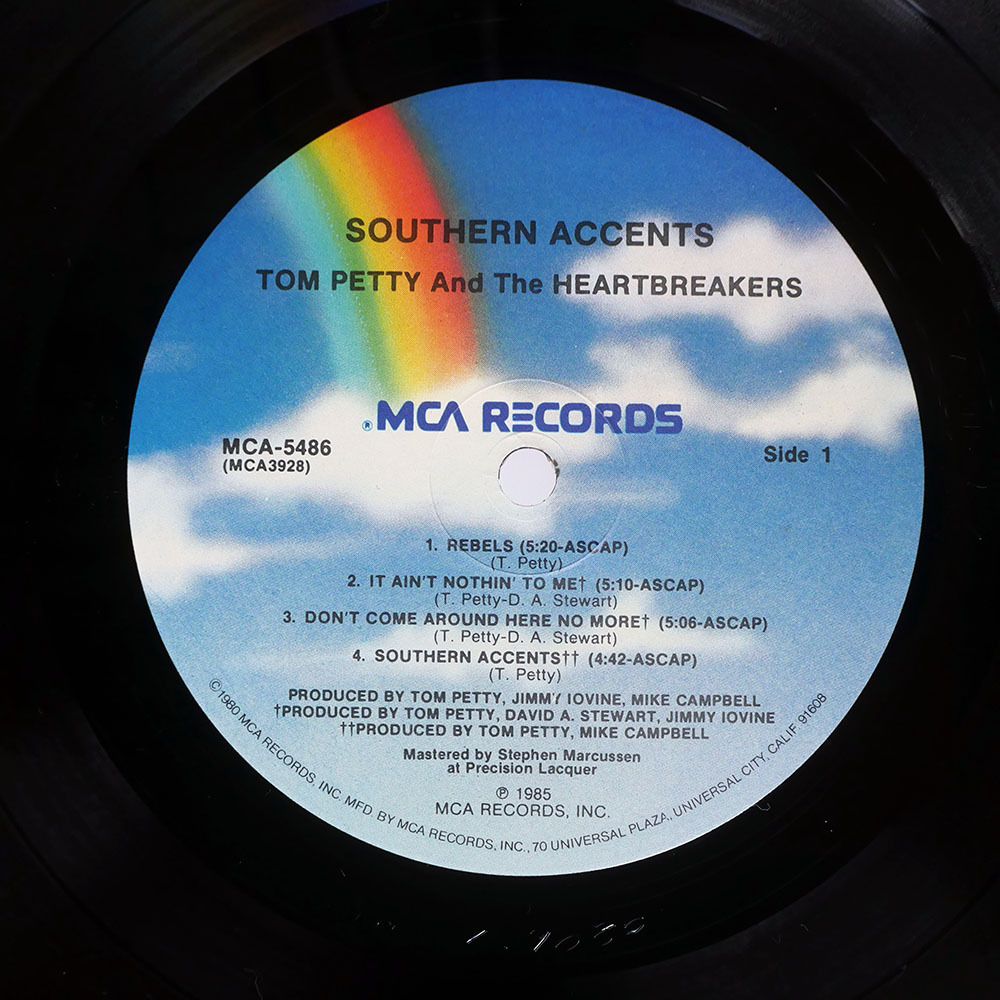 SOUTHERN ACCENTS
TOM PETTY And The HEARTBREAKERS
® MCA RECORDS
MCA-5486
(MCA3928)
Side 1
1. REBELS (5:20-ASCAP)
(T. Petty)
2. IT AIN'T NOTHIN' TO ME† (5:10-ASCAP)
(T. Petty-D. A. Stewart)
3. DON'T COME AROUND HERE NO MORE† (5:06-ASCAP)
(T. Petty-D. A. Stewart)
4. SOUTHERN ACCENTS†† (4:42-ASCAP)
(T. Petty)
PRODUCED BY TOM PETTY, JIMMY IOVINE, MIKE CAMPBELL
†PRODUCED BY TOM PETTY, DAVID A. STEWART, JIMMY IOVINE
††PRODUCED BY TOM PETTY, MIKE CAMPBELL
Mastered by Stephen Marcussen
at Precision Lacquer
℗ 1985
MCA RECORDS, INC.
©1980 MCA RECORDS, INC. MFD. BY MCA RECORDS, INC., 70 UNIVERSAL PLAZA, UNIVERSAL CITY, CALIF. 91608